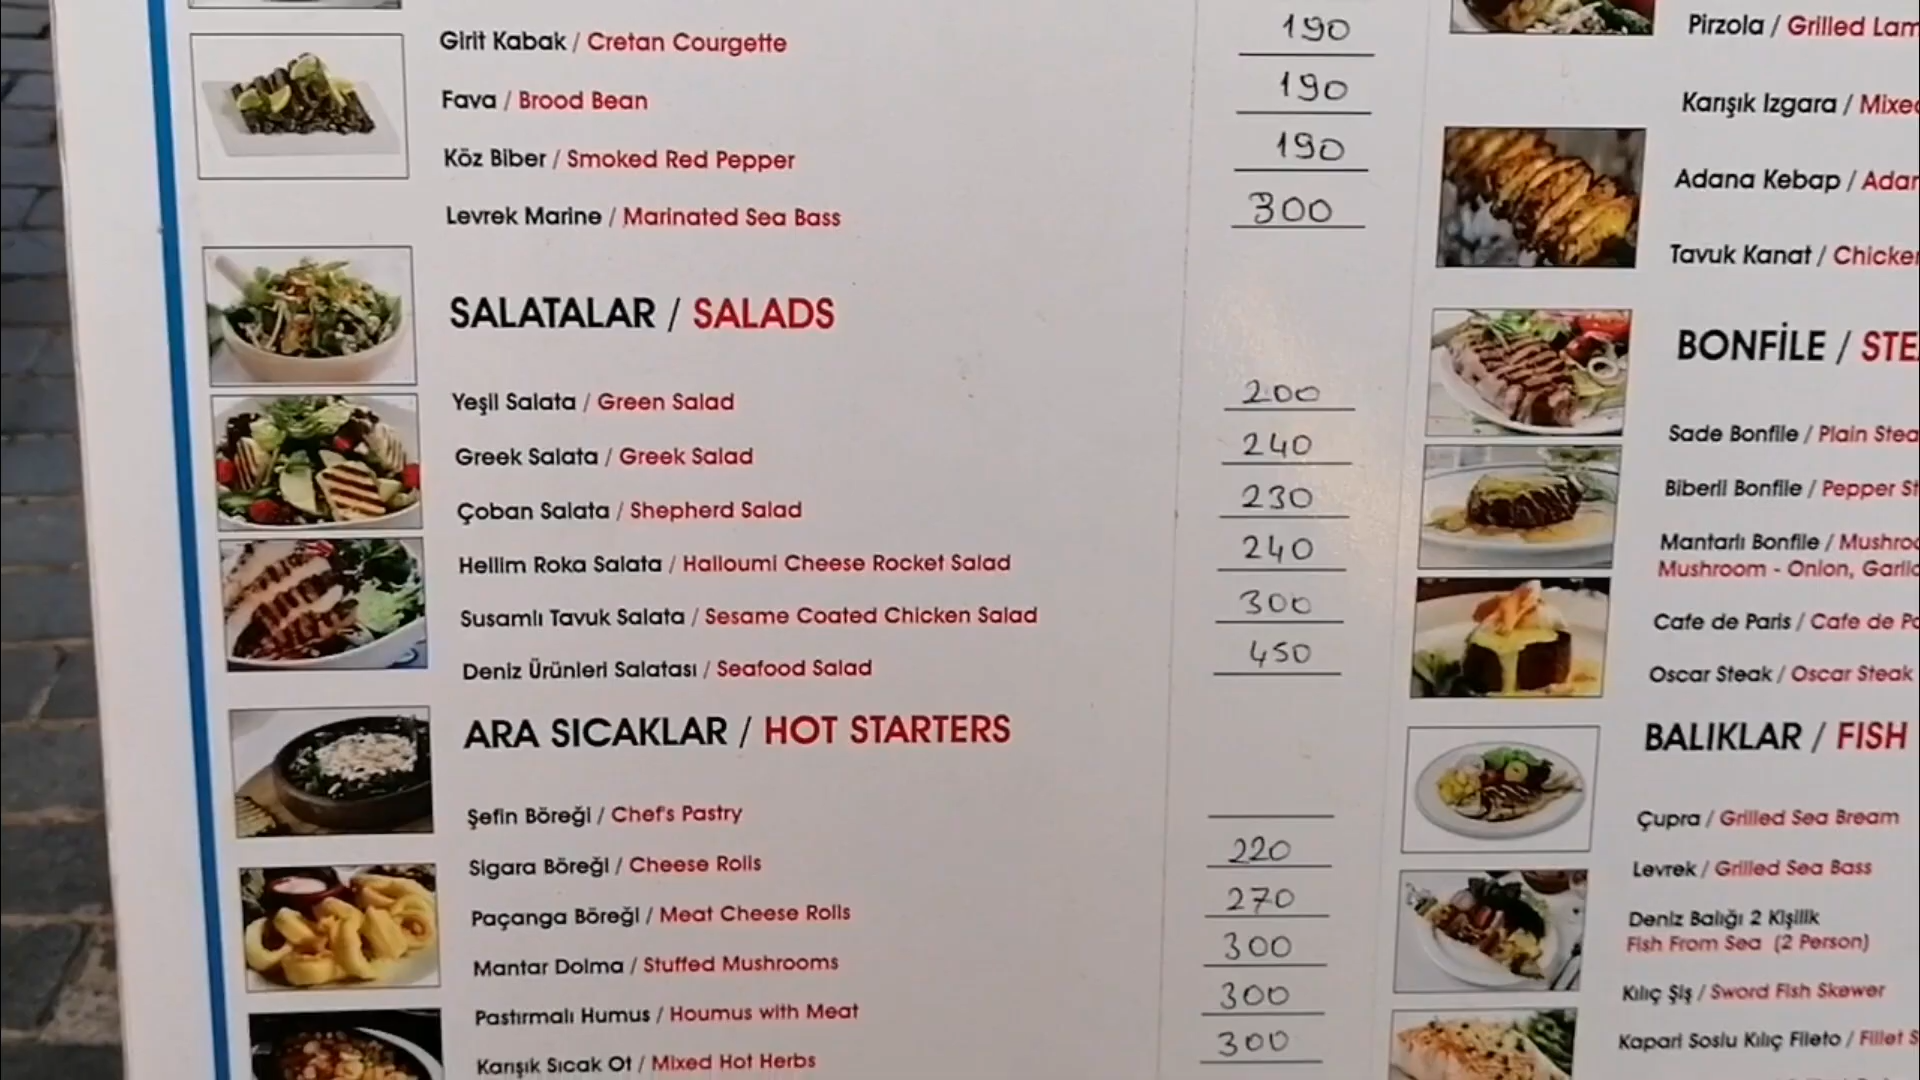 Girit Kabak / Cretan Courgette 190
Fava / Brood Bean 190
Köz Biber / Smoked Red Pepper 190
Levrek Marine / Marinated Sea Bass 300
SALATALAR / SALADS
Yeşil Salata / Green Salad 200
Greek Salata / Greek Salad 240
Çoban Salata / Shepherd Salad 230
Hellim Roka Salata / Halloumi Cheese Rocket Salad 240
Susamlı Tavuk Salata / Sesame Coated Chicken Salad 300
Deniz Ürünleri Salatası / Seafood Salad 450
ARA SICAKLAR / HOT STARTERS
Şefin Böreği / Chef's Pastry
Sigara Böreği / Cheese Rolls 220
Paçanga Böreği / Meat Cheese Rolls 270
Mantar Dolma / Stuffed Mushrooms 300
Pastırmalı Humus / Houmus with Meat 300
Karışık Sıcak Ot / Mixed Hot Herbs 300
Pirzola / Grilled Lam
Karışık Izgara / Mixed
Adana Kebap / Adan
Tavuk Kanat / Chicken
BONFİLE / STEA
Sade Bonfile / Plain Stea
Biberli Bonfile / Pepper St
Mantarlı Bonfile / Mushroo
Mushroom - Onion, Garlic
Cafe de Paris / Cafe de Pa
Oscar Steak / Oscar Steak
BALIKLAR / FISH
Çupra / Grilled Sea Bream
Levrek / Grilled Sea Bass
Deniz Balığı 2 Kişilik
Fish From Sea (2 Person)
Kılıç Şiş / Sword Fish Skewer
Kapari Soslu Kılıç Fileto / Fillet S